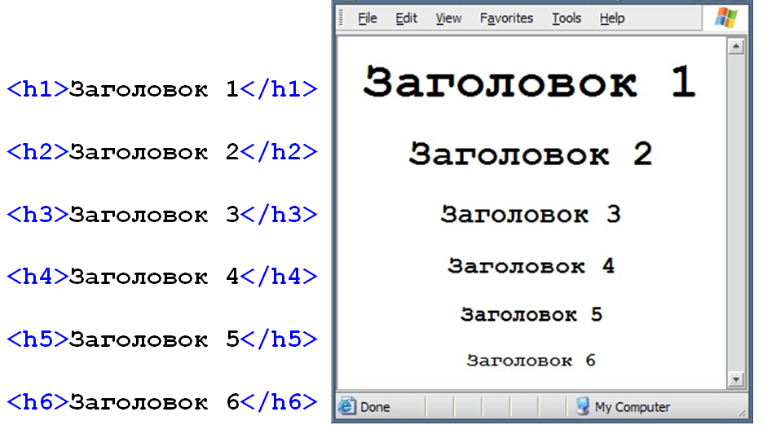 <h1>Заголовок 1</h1>
<h2>Заголовок 2</h2>
<h3>Заголовок 3</h3>
<h4>Заголовок 4</h4>
<h5>Заголовок 5</h5>
<h6>Заголовок 6</h6>
File Edit View Favorites Tools Help
Заголовок 1
Заголовок 2
Заголовок 3
Заголовок 4
Заголовок 5
Заголовок 6
Done My Computer